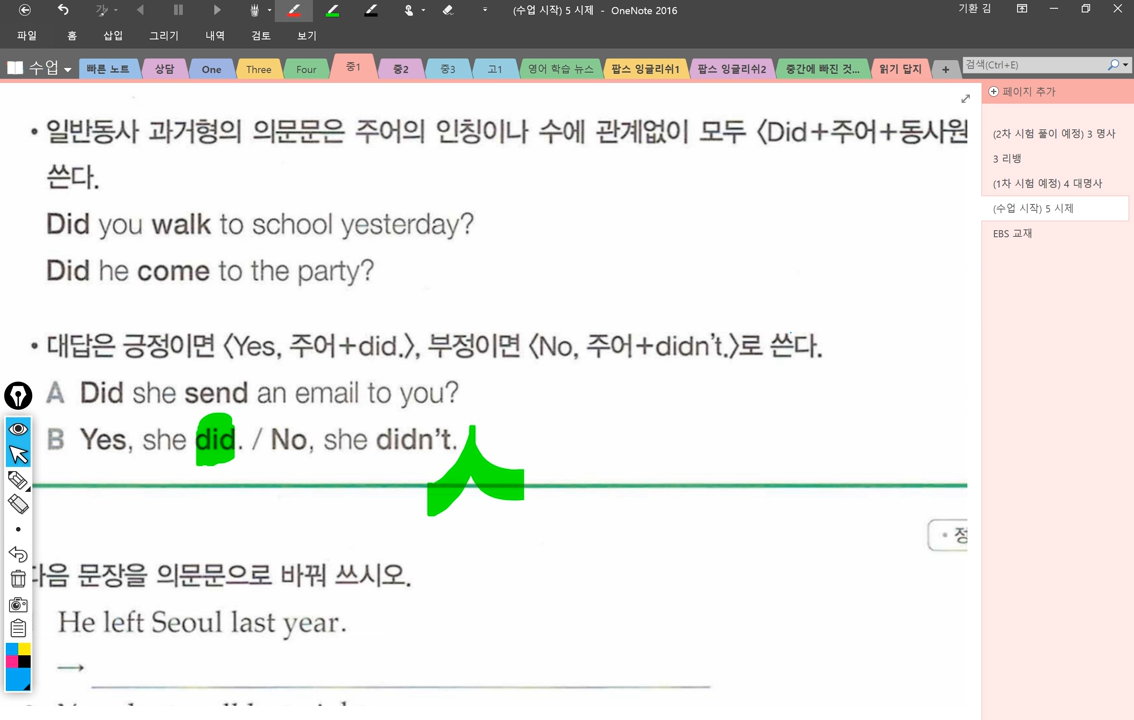 (수업 시작) 5 시제 - OneNote 2016
기환 김
파일 홈 삽입 그리기 내역 검토 보기
수업 빠른 노트 상담 One Three Four 중1 중2 중3 고1 영어 학습 뉴스 팝스 잉글리쉬1 팝스 잉글리쉬2 중간에 빠진 것... 읽기 답지 + 검색(Ctrl+E)
페이지 추가
(2차 시험 풀이 예정) 3 명사
3 리뱅
(1차 시험 예정) 4 대명사
(수업 시작) 5 시제
EBS 교재
• 일반동사 과거형의 의문문은 주어의 인칭이나 수에 관계없이 모두 〈Did+주어+동사원
쓴다.
Did you walk to school yesterday?
Did he come to the party?
• 대답은 긍정이면 〈Yes, 주어+did.〉, 부정이면 〈No, 주어+didn't.〉로 쓴다.
A Did she send an email to you?
B Yes, she did. / No, she didn't.
다음 문장을 의문문으로 바꿔 쓰시오.
He left Seoul last year.
→